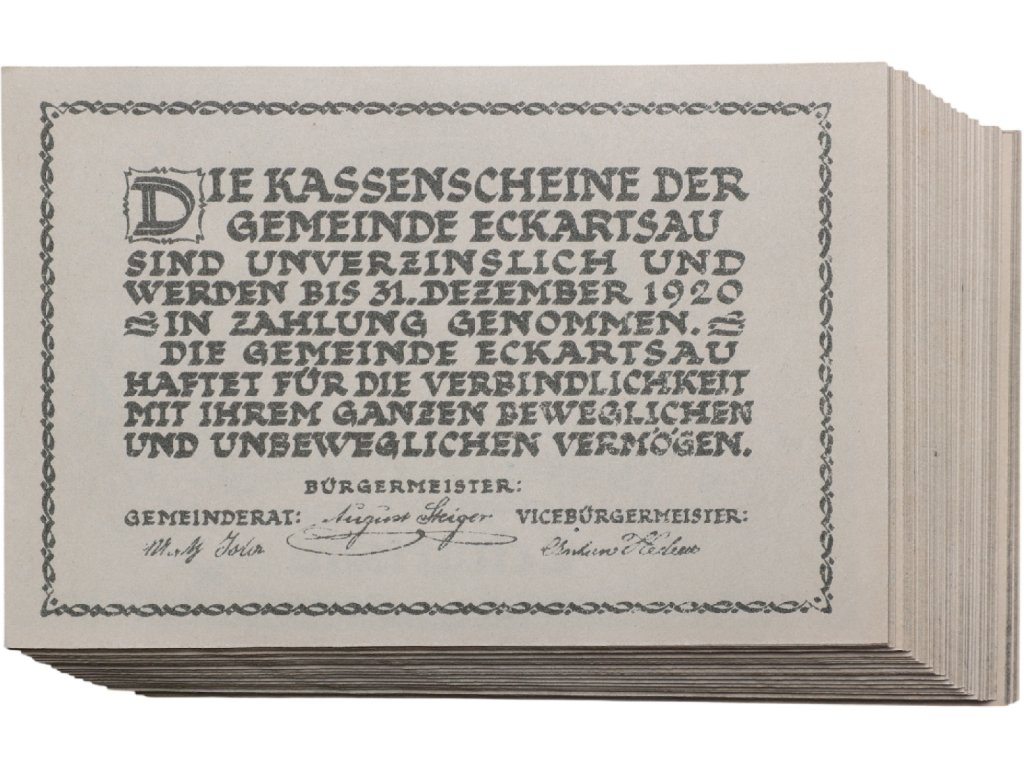 DIE KASSENSCHEINE DER
GEMEINDE ECKARTSAU
SIND UNVERZINSLICH UND
WERDEN BIS 31. DEZEMBER 1920
IN ZAHLUNG GENOMMEN.
DIE GEMEINDE ECKARTSAU
HAFTET FÜR DIE VERBINDLICHKEIT
MIT IHREM GANZEN BEWEGLICHEN
UND UNBEWEGLICHEN VERMÖGEN.
BÜRGERMEISTER:
GEMEINDERAT: August Steiger VICEBÜRGERMEISTER: